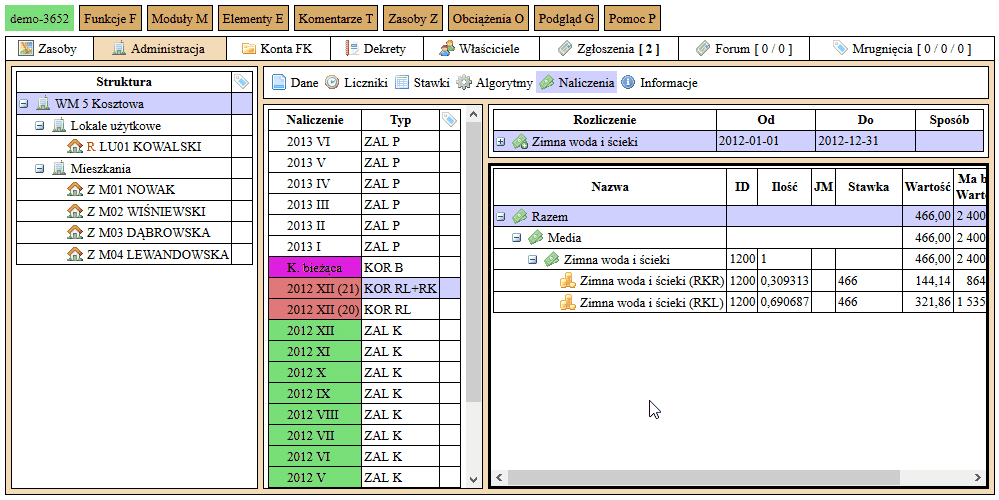 demo-3652 Funkcje F Moduły M Elementy E Komentarze T Zasoby Z Obciążenia O Podgląd G Pomoc P
Zasoby Administracja Konta FK Dekrety Właściciele Zgłoszenia [ 2 ] Forum [ 0 / 0 ] Mrugnięcia [ 0 / 0 / 0 ]
Struktura
WM 5 Kosztowa
Lokale użytkowe
R LU01 KOWALSKI
Mieszkania
Z M01 NOWAK
Z M02 WIŚNIEWSKI
Z M03 DĄBROWSKA
Z M04 LEWANDOWSKA
Dane Liczniki Stawki Algorytmy Naliczenia Informacje
Naliczenie Typ
2013 VI ZAL P
2013 V ZAL P
2013 IV ZAL P
2013 III ZAL P
2013 II ZAL P
2013 I ZAL P
K. bieżąca KOR B
2012 XII (21) KOR RL+RK
2012 XII (20) KOR RL
2012 XII ZAL K
2012 XI ZAL K
2012 X ZAL K
2012 IX ZAL K
2012 VIII ZAL K
2012 VII ZAL K
2012 VI ZAL K
2012 V ZAL K
Rozliczenie Od Do Sposób
Zimna woda i ścieki 2012-01-01 2012-12-31
Nazwa ID Ilość JM Stawka Wartość Ma b
Warto
Razem 466,00 2 400
Media 466,00 2 400
Zimna woda i ścieki 1200 1 466,00 2 400
Zimna woda i ścieki (RKR) 1200 0,309313 466 144,14 864
Zimna woda i ścieki (RKL) 1200 0,690687 466 321,86 1 535